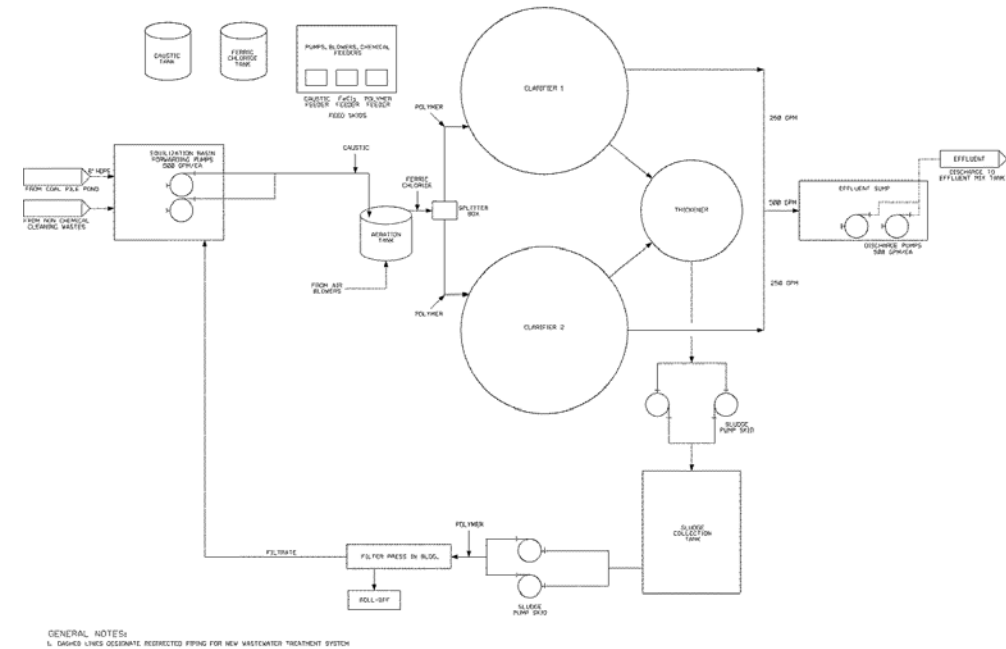 CAUSTIC
TANK
FERRIC
CHLORIDE
TANK
PUMPS, BLOWERS, CHEMICAL
FEEDERS
CAUSTIC
FEEDER
FeCl3
FEEDER
POLYMER
FEEDER
FEED SKIDS
CLARIFIER 1
POLYMER
250 GPM
EQUALIZATION BASIN
FORWARDING PUMPS
500 GPM/EA
8" HDPE
FROM COAL PILE POND
FROM NON CHEMICAL
CLEANING WASTES
CAUSTIC
FERRIC
CHLORIDE
SPLITTER
BOX
AERATION
TANK
FROM AIR
BLOWERS
POLYMER
THICKENER
500 GPM
EFFLUENT SUMP
DISCHARGE PUMPS
500 GPM/EA
EFFLUENT
DISCHARGE TO
EFFLUENT MIX TANK
CLARIFIER 2
250 GPM
SLUDGE
PUMP SKID
SLUDGE
COLLECTION
TANK
POLYMER
FILTRATE
FILTER PRESS IN BLDG.
ROLL-OFF
SLUDGE
PUMP SKID
GENERAL NOTES:
1. DASHED LINES DESIGNATE REDIRECTED PIPING FOR NEW WASTEWATER TREATMENT SYSTEM